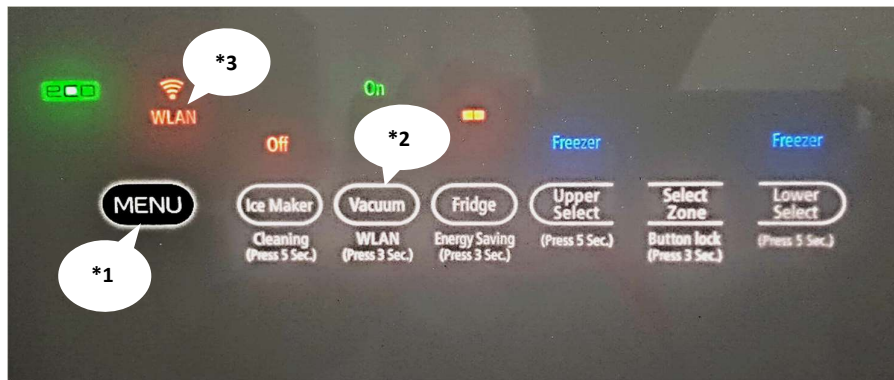 *3
eco
WLAN
On
*2
Off
Freezer
Freezer
MENU
Ice Maker
Vacuum
Fridge
Upper
Select
Select
Zone
Lower
Select
Cleaning
(Press 5 Sec.)
WLAN
(Press 3 Sec.)
Energy Saving
(Press 3 Sec.)
(Press 5 Sec.)
Button lock
(Press 3 Sec.)
(Press 5 Sec.)
*1